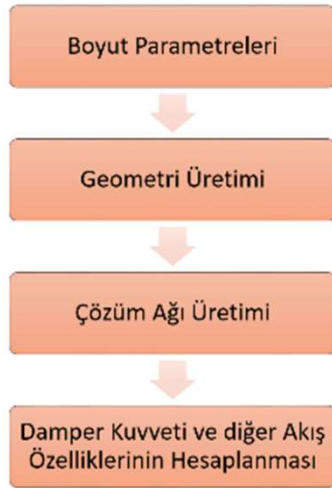 Boyut Parametreleri
Geometri Üretimi
Çözüm Ağı Üretimi
Damper Kuvveti ve diğer Akış
Özelliklerinin Hesaplanması